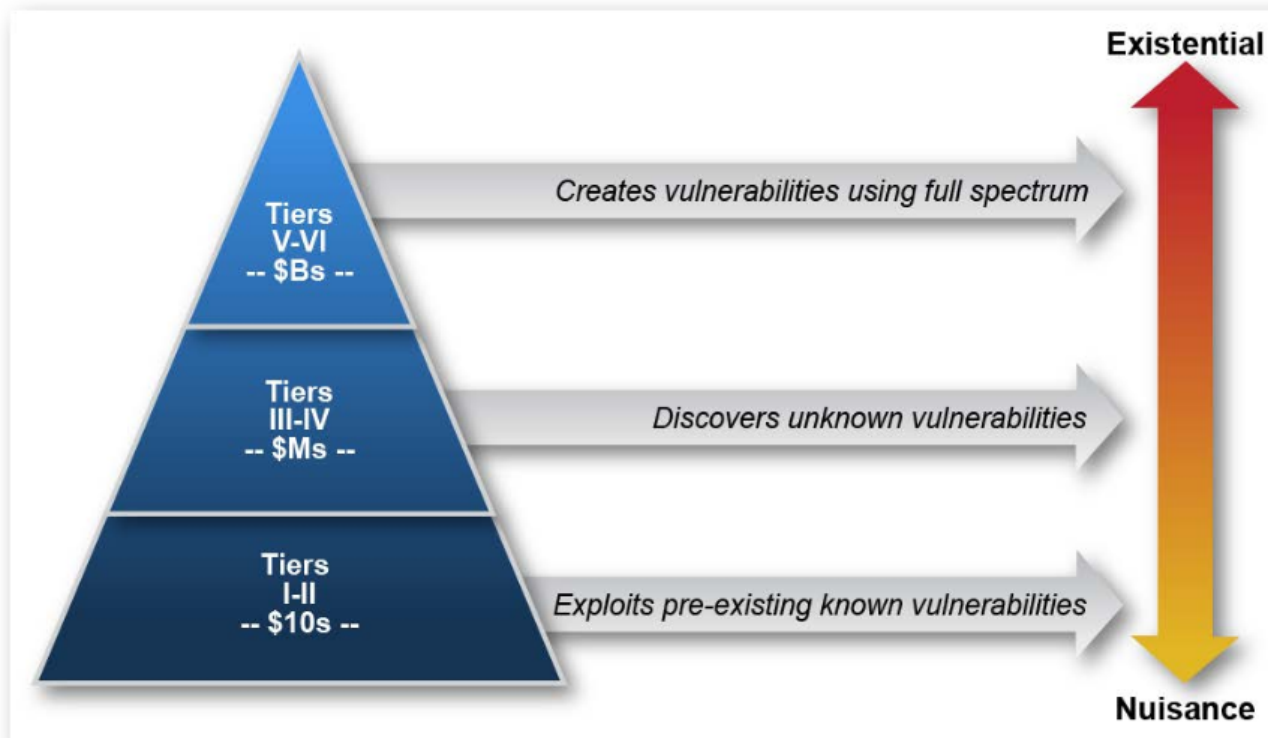 Existential
Creates vulnerabilities using full spectrum
Tiers
V-VI
-- $Bs --
Discovers unknown vulnerabilities
Tiers
III-IV
-- $Ms --
Exploits pre-existing known vulnerabilities
Tiers
I-II
-- $10s --
Nuisance